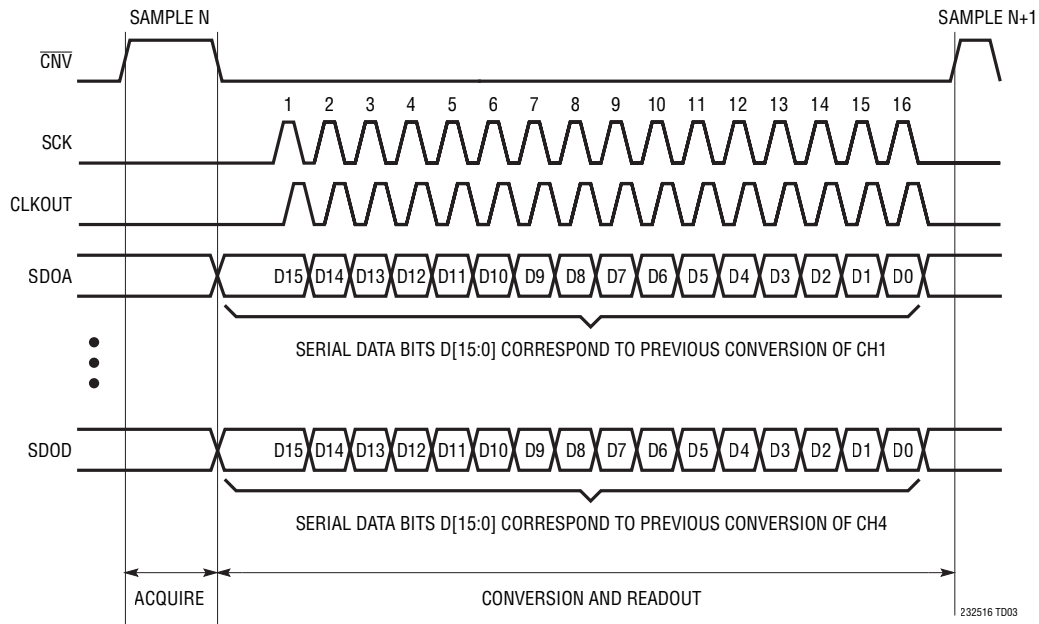 SAMPLE N SAMPLE N+1
CNV
1 2 3 4 5 6 7 8 9 10 11 12 13 14 15 16
SCK
CLKOUT
SDOA D15 D14 D13 D12 D11 D10 D9 D8 D7 D6 D5 D4 D3 D2 D1 D0
SERIAL DATA BITS D[15:0] CORRESPOND TO PREVIOUS CONVERSION OF CH1
SDOD D15 D14 D13 D12 D11 D10 D9 D8 D7 D6 D5 D4 D3 D2 D1 D0
SERIAL DATA BITS D[15:0] CORRESPOND TO PREVIOUS CONVERSION OF CH4
ACQUIRE CONVERSION AND READOUT
232516 TD03